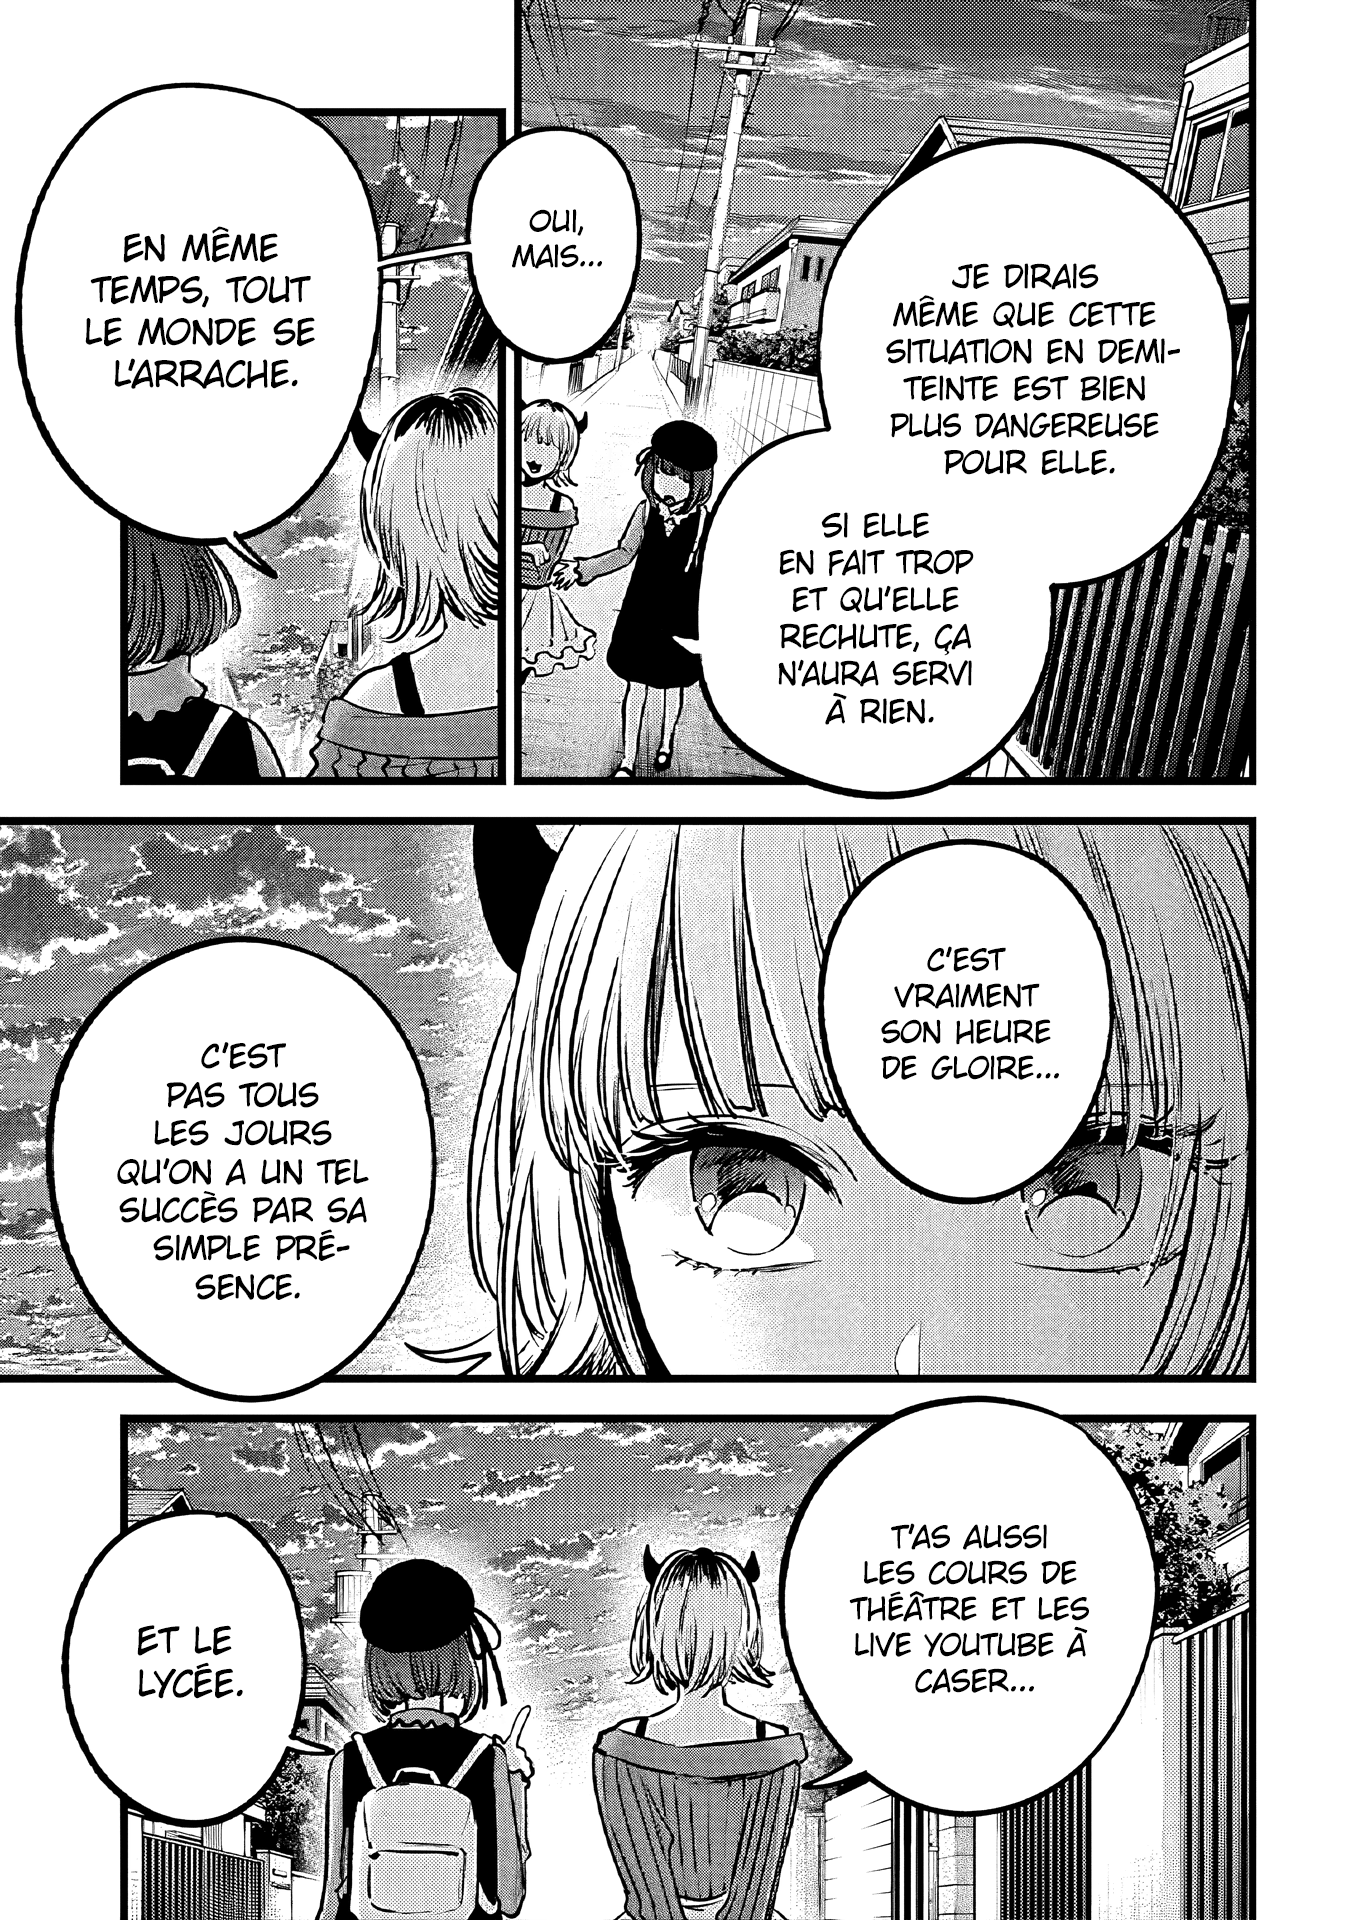 JE DIRAIS
MÊME QUE CETTE
SITUATION EN DEMI-
TEINTE EST BIEN
PLUS DANGEREUSE
POUR ELLE.
SI ELLE
EN FAIT TROP
ET QU'ELLE
RECHUTE, ÇA
N'AURA SERVI
À RIEN.
OUI,
MAIS...
EN MÊME
TEMPS, TOUT
LE MONDE SE
L'ARRACHE.
C'EST
VRAIMENT
SON HEURE
DE GLOIRE...
C'EST
PAS TOUS
LES JOURS
QU'ON A UN TEL
SUCCÈS PAR SA
SIMPLE PRÉ-
SENCE.
T'AS AUSSI
LES COURS DE
THÉÂTRE ET LES
LIVE YOUTUBE À
CASER...
ET LE
LYCÉE.